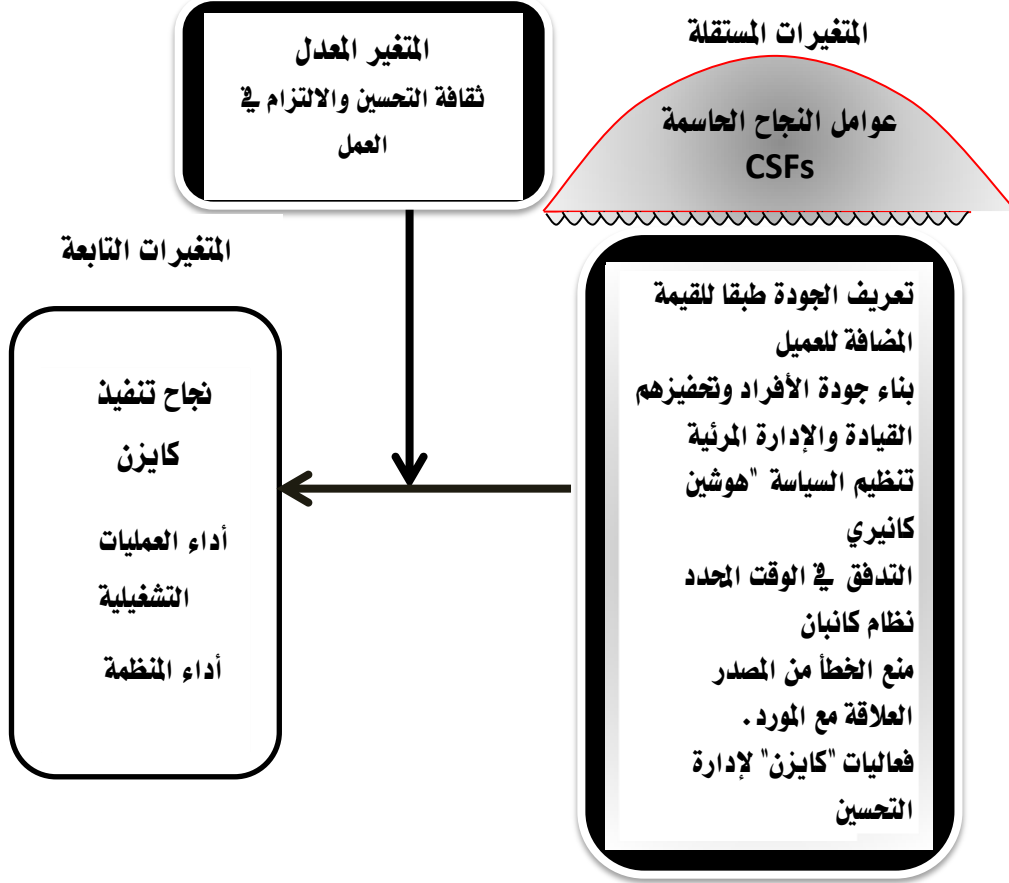 المتغيرات المستقلة
عوامل النجاح الحاسمة
CSFs
تعريف الجودة طبقا للقيمة
المضافة للعميل
بناء جودة الأفراد وتحفيزهم
القيادة والإدارة المرئية
تنظيم السياسة "هوشين
كانيري
التدفق في الوقت المحدد
نظام كانبان
منع الخطأ من المصدر
العلاقة مع المورد .
فعاليات "كايزن" لإدارة
التحسين
المتغير المعدل
ثقافة التحسين والالتزام في
العمل
المتغيرات التابعة
نجاح تنفيذ
كايزن
أداء العمليات
التشغيلية
أداء المنظمة